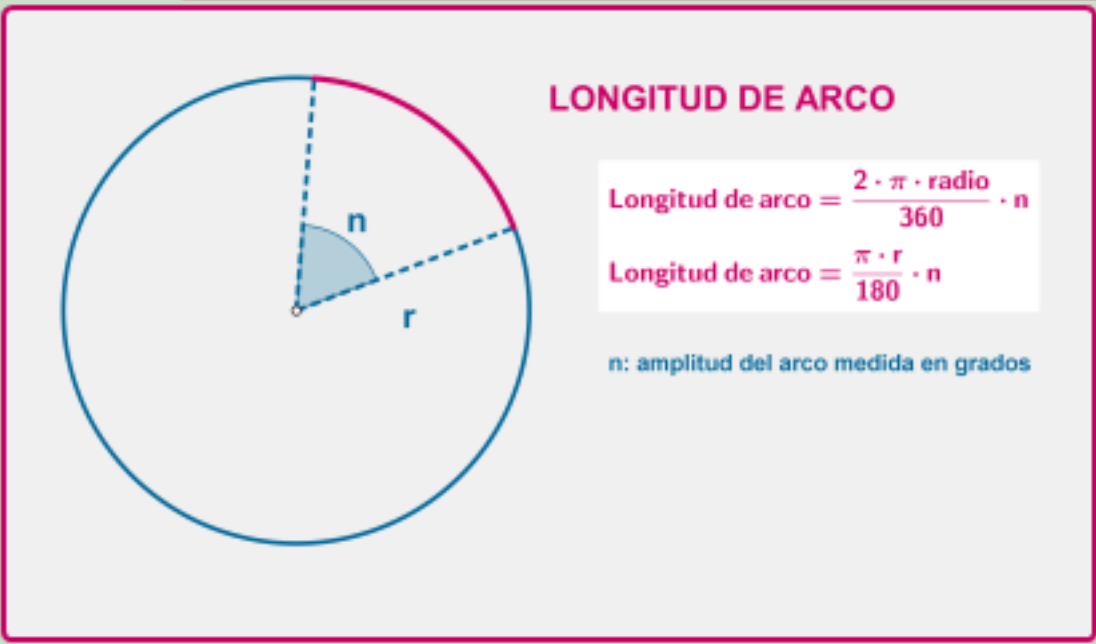 LONGITUD DE ARCO
Longitud de arco = 2 · π · radio / 360 · n
Longitud de arco = π · r / 180 · n
n: amplitud del arco medida en grados
n
r